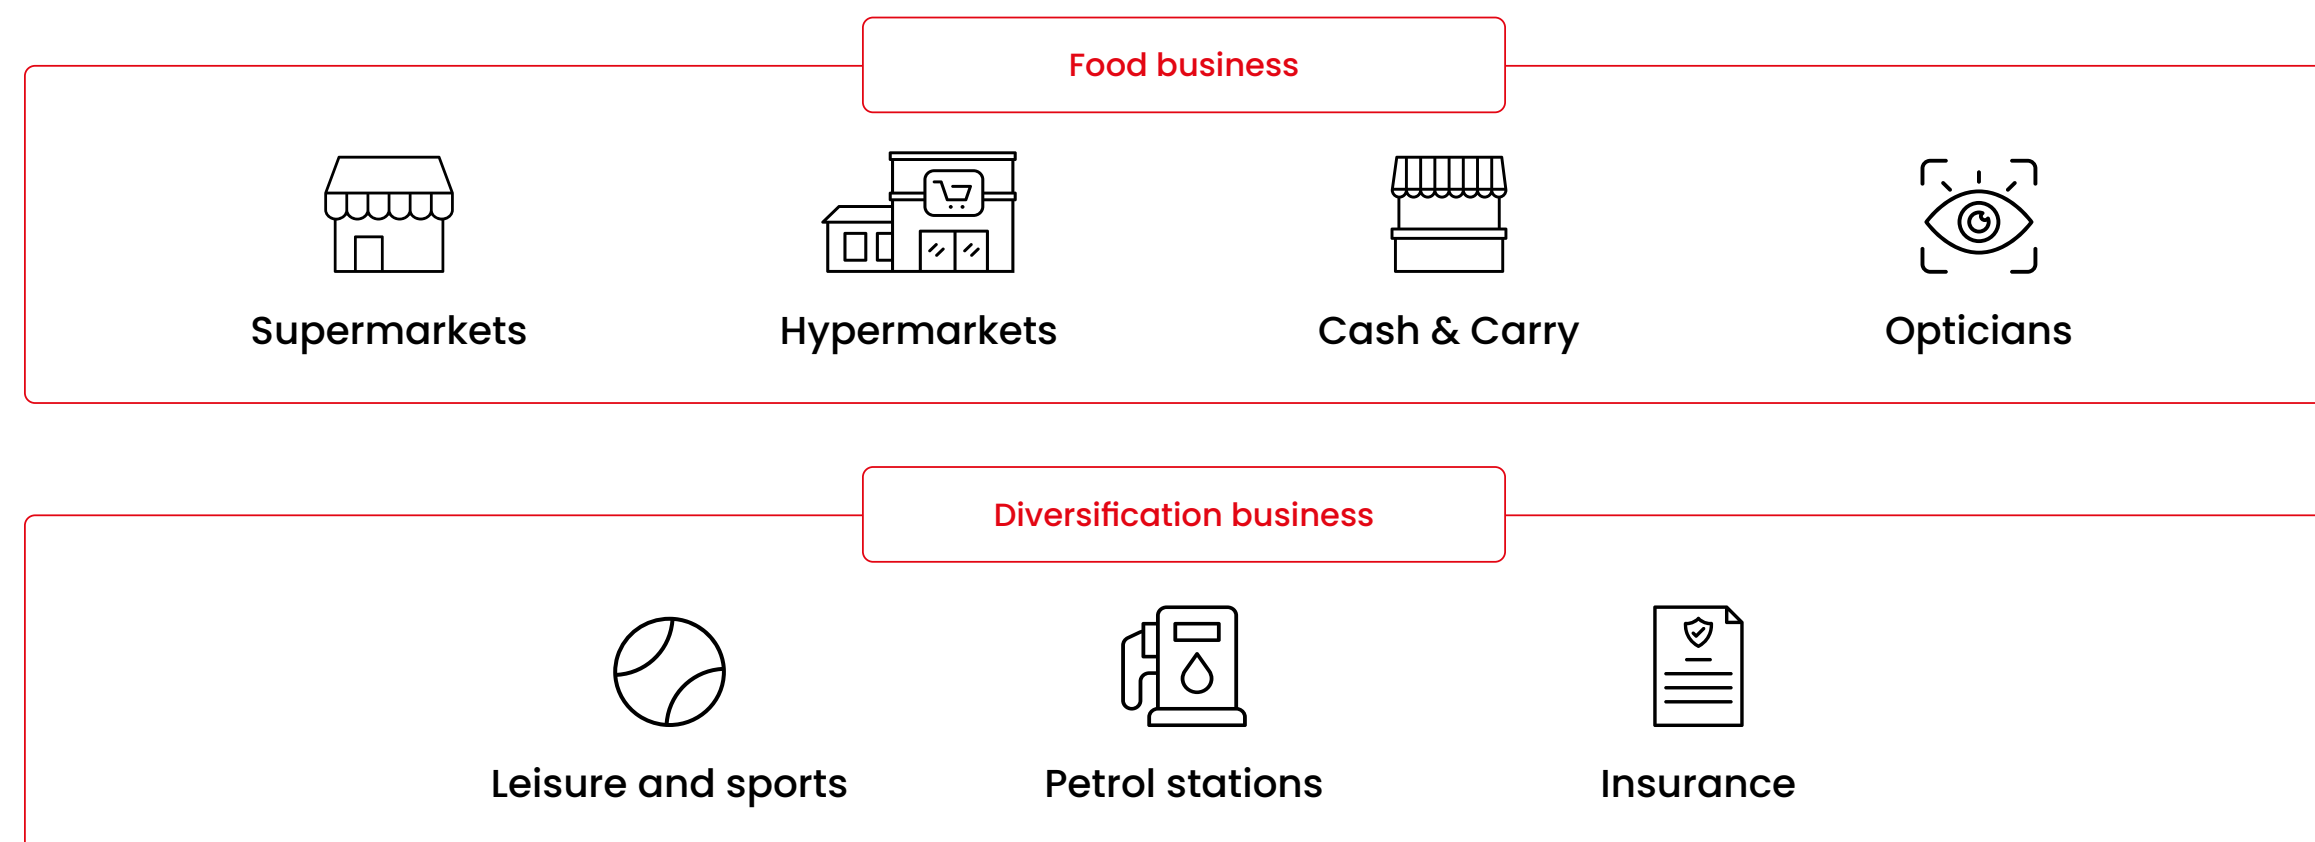 Food business
Supermarkets
Hypermarkets
Cash & Carry
Opticians
Diversification business
Leisure and sports
Petrol stations
Insurance